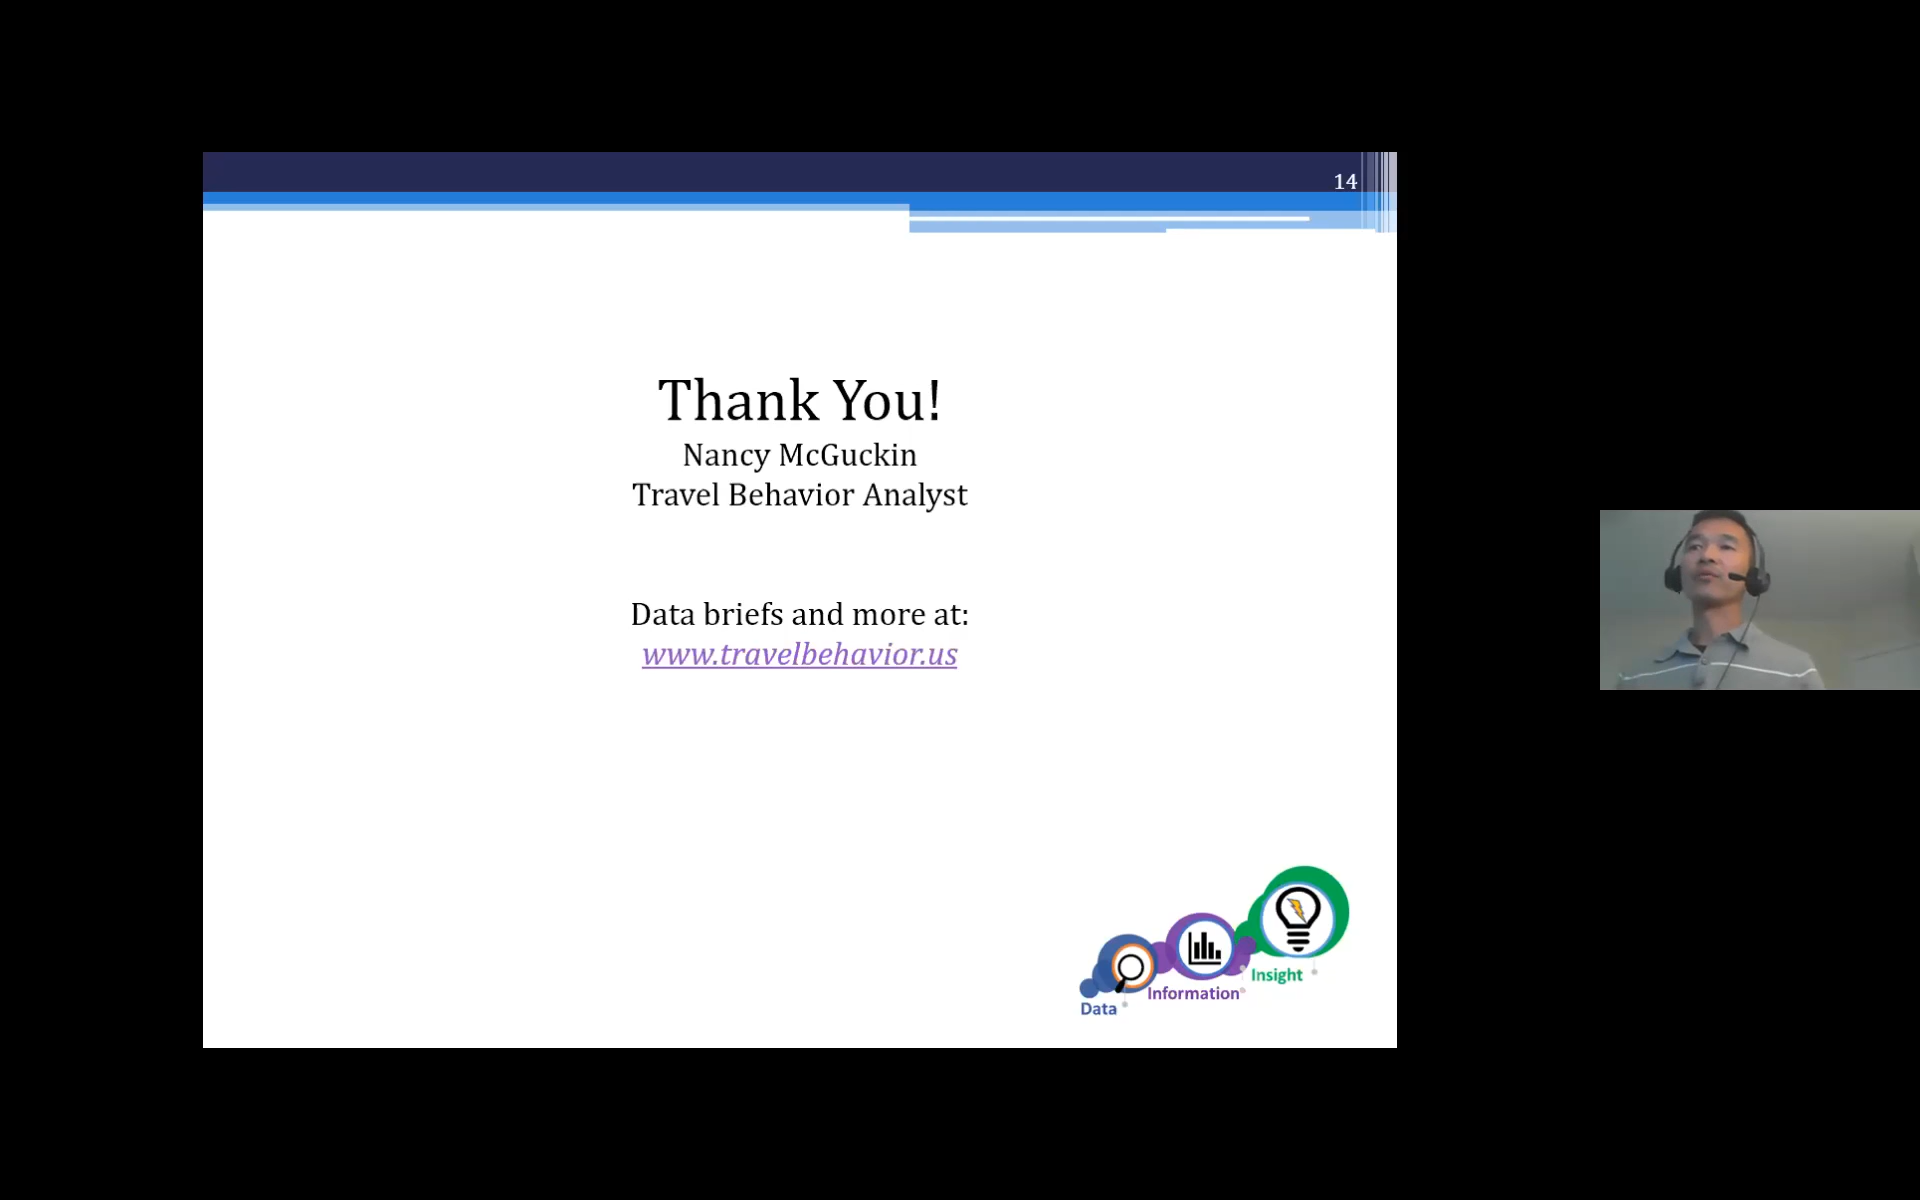 14
Thank You!
Nancy McGuckin
Travel Behavior Analyst
Data briefs and more at:
www.travelbehavior.us
Insight
Information
Data